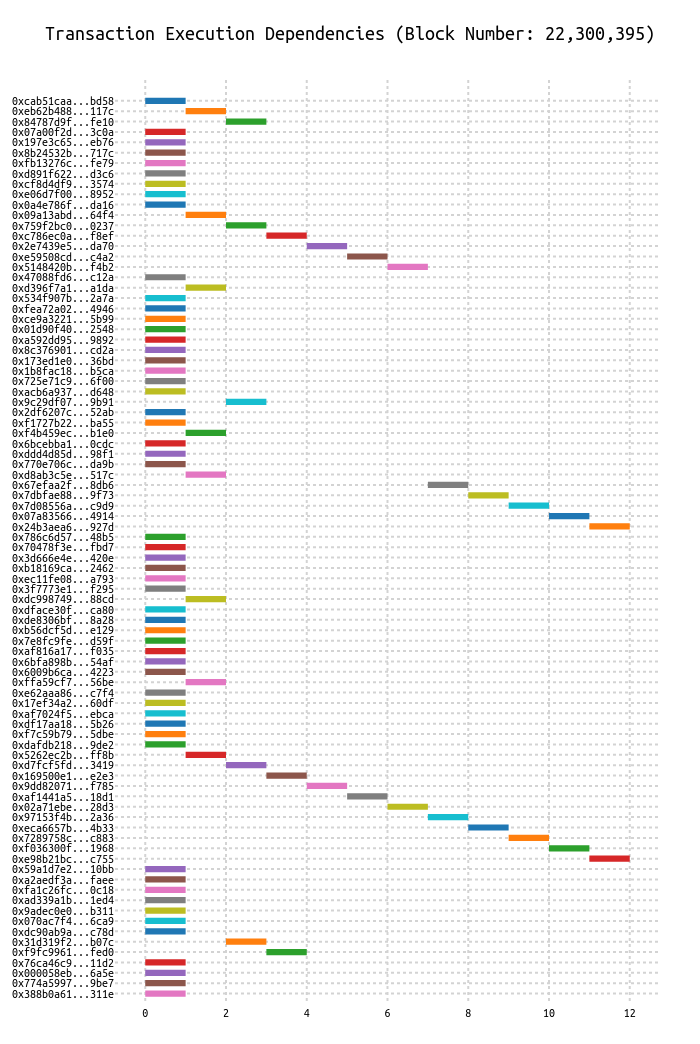 Transaction Execution Dependencies (Block Number: 22,300,395)
0xcab51caa...bd58
0xeb62b488...117c
0x84787d9f...fe10
0x07a00f2d...3c0a
0x197e3c65...eb76
0x8b24532b...717c
0xfb13276c...fe79
0xd891f622...d3c6
0xcf8d4df9...3574
0xe06d7f00...8952
0x0a4e786f...da16
0x09a13abd...64f4
0x759f2bc0...0237
0xc786ec0a...f8ef
0x2e7439e5...da70
0xe59508cd...c4a2
0x5148420b...f4b2
0x47088fd6...c12a
0xd396f7a1...a1da
0x534f907b...2a7a
0xfea72a02...4946
0xce9a3221...5b99
0x01d90f40...2548
0xa592dd95...9892
0x8c376901...cd2a
0x173ed1e0...36bd
0x1b8fac18...b5ca
0x725e71c9...6f00
0xacb6a937...d648
0x9c29df07...9b91
0x2df6207c...52ab
0xf1727b22...ba55
0xf4b459ec...b1e0
0x6bcebba1...0cdc
0xddd4d85d...98f1
0x770e706c...da9b
0xd8ab3c5e...517c
0x67efaa2f...8db6
0x7dbfae88...9f73
0x7d08556a...c9d9
0x07a83566...4914
0x24b3aea6...927d
0x786c6d57...48b5
0x70478f3e...fbd7
0x3d666e4e...420e
0xb18169ca...2462
0xec11fe08...a793
0x3f7773e1...f295
0xdc998749...88cd
0xdface30f...ca80
0xde8306bf...8a28
0xb56dcf5d...e129
0x7e8fc9fe...d59f
0xaf816a17...f035
0x6bfa898b...54af
0x6009b6ca...4223
0xffa59cf7...56be
0xe62aaa86...c7f4
0x17ef34a2...60df
0xaf7024f5...ebca
0xdf17aa18...5b26
0xf7c59b79...5dbe
0xdafdb218...9de2
0x5262ec2b...ff8b
0xd7fcf5fd...3419
0x169500e1...e2e3
0x9dd82071...f785
0xaf1441a5...18d1
0x02a71ebe...28d3
0x97153f4b...2a36
0xeca6657b...4b33
0x7289758c...c883
0xf036300f...1968
0xe98b21bc...c755
0x59a1d7e2...10bb
0xa2aedf3a...faee
0xfa1c26fc...0c18
0xad339a1b...1ed4
0x9adec0e0...b311
0x070ac7f4...6ca9
0xdc90ab9a...c78d
0x31d319f2...b07c
0xf9fc9961...fed0
0x76ca46c9...11d2
0x000058eb...6a5e
0x774a5997...9be7
0x388b0a61...311e
0 2 4 6 8 10 12